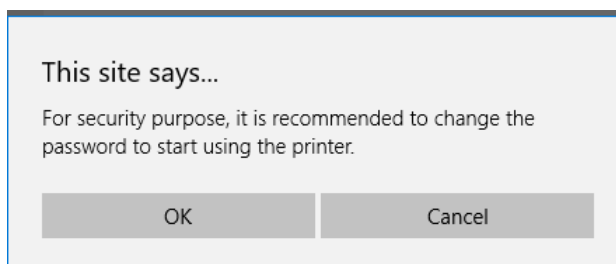 This site says...
For security purpose, it is recommended to change the
password to start using the printer.
OK
Cancel